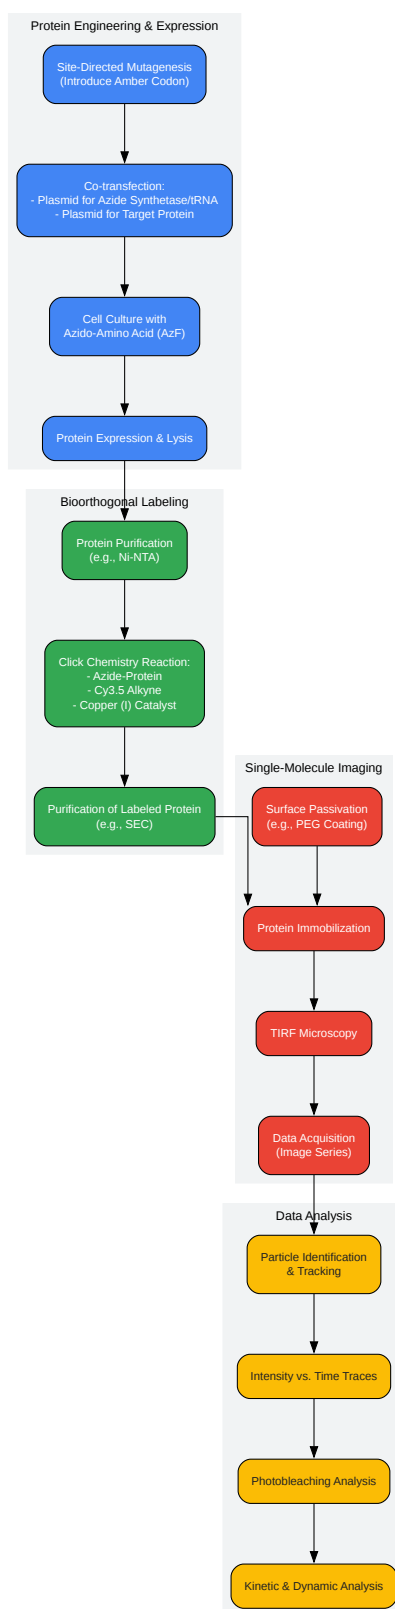 Protein Engineering & Expression
Site-Directed Mutagenesis
(Introduce Amber Codon)
Co-transfection:
- Plasmid for Azide Synthetase/tRNA
- Plasmid for Target Protein
Cell Culture with
Azido-Amino Acid (AzF)
Protein Expression & Lysis
Bioorthogonal Labeling
Protein Purification
(e.g., Ni-NTA)
Click Chemistry Reaction:
- Azide-Protein
- Cy3.5 Alkyne
- Copper (I) Catalyst
Purification of Labeled Protein
(e.g., SEC)
Single-Molecule Imaging
Surface Passivation
(e.g., PEG Coating)
Protein Immobilization
TIRF Microscopy
Data Acquisition
(Image Series)
Data Analysis
Particle Identification
& Tracking
Intensity vs. Time Traces
Photobleaching Analysis
Kinetic & Dynamic Analysis